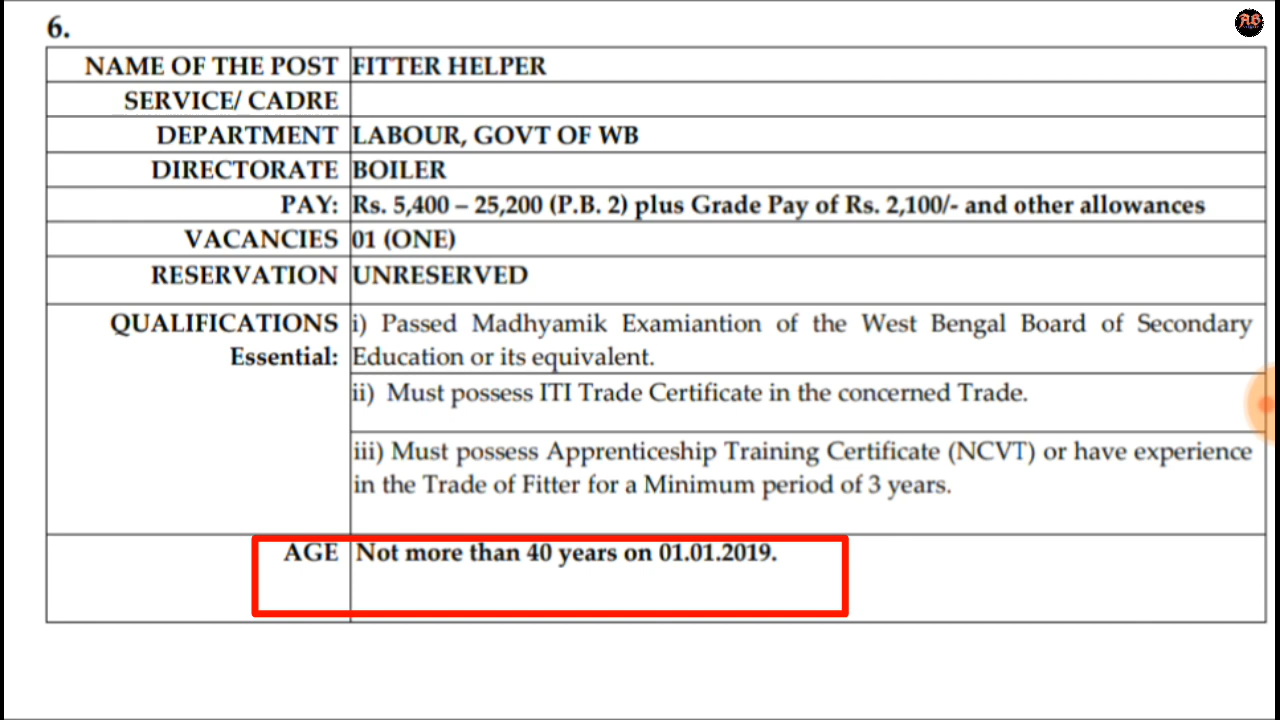 6.
NAME OF THE POST FITTER HELPER
SERVICE/ CADRE
DEPARTMENT LABOUR, GOVT OF WB
DIRECTORATE BOILER
PAY: Rs. 5,400 – 25,200 (P.B. 2) plus Grade Pay of Rs. 2,100/- and other allowances
VACANCIES 01 (ONE)
RESERVATION UNRESERVED
QUALIFICATIONS i) Passed Madhyamik Examiantion of the West Bengal Board of Secondary
Essential: Education or its equivalent.
ii) Must possess ITI Trade Certificate in the concerned Trade.
iii) Must possess Apprenticeship Training Certificate (NCVT) or have experience
in the Trade of Fitter for a Minimum period of 3 years.
AGE Not more than 40 years on 01.01.2019.
AB